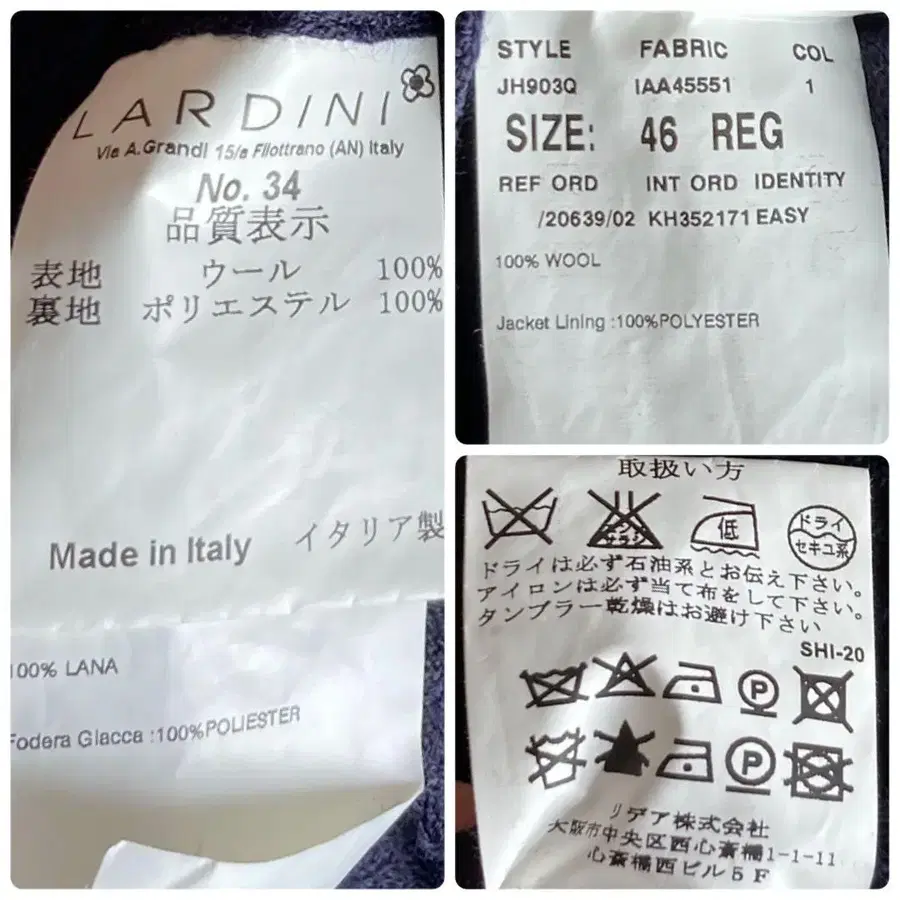 LARDINI
Via A.Grandi 15/a Filottrano (AN) Italy
No. 34
品質表示
表地 ウール 100%
裏地 ポリエステル 100%
Made in Italy イタリア製
100% LANA
Fodera Giacca :100%POLIESTER
STYLE FABRIC COL
JH903Q IAA45551 1
SIZE: 46 REG
REF ORD INT ORD IDENTITY
/20639/02 KH352171 EASY
100% WOOL
Jacket Lining :100%POLYESTER
取扱い方
エンソ サラシ 低 ドライ セキユ系
ドライは必ず石油系とお伝え下さい。
アイロンは必ず当て布をして下さい。
タンブラー乾燥はお避け下さい
SHI-20
P
P
リデア株式会社
大阪市中央区西心斎橋1-1-11
心斎橋西ビル5F